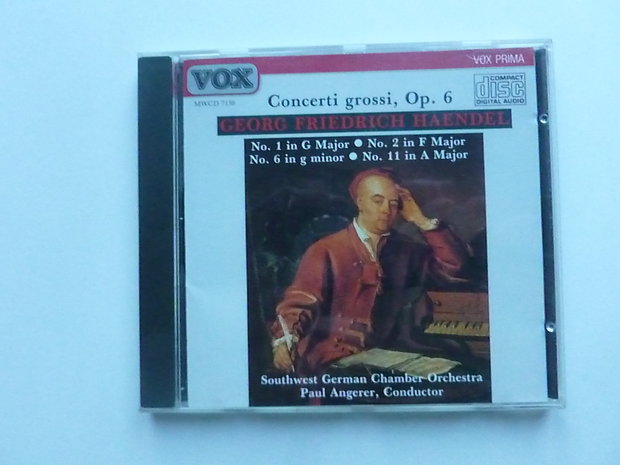 VOX PRIMA
VOX
MWCD 7138
COMPACT
disc
DIGITAL AUDIO
Concerti grossi, Op. 6
GEORG FRIEDRICH HAENDEL
No. 1 in G Major ● No. 2 in F Major
No. 6 in g minor ● No. 11 in A Major
Southwest German Chamber Orchestra
Paul Angerer, Conductor